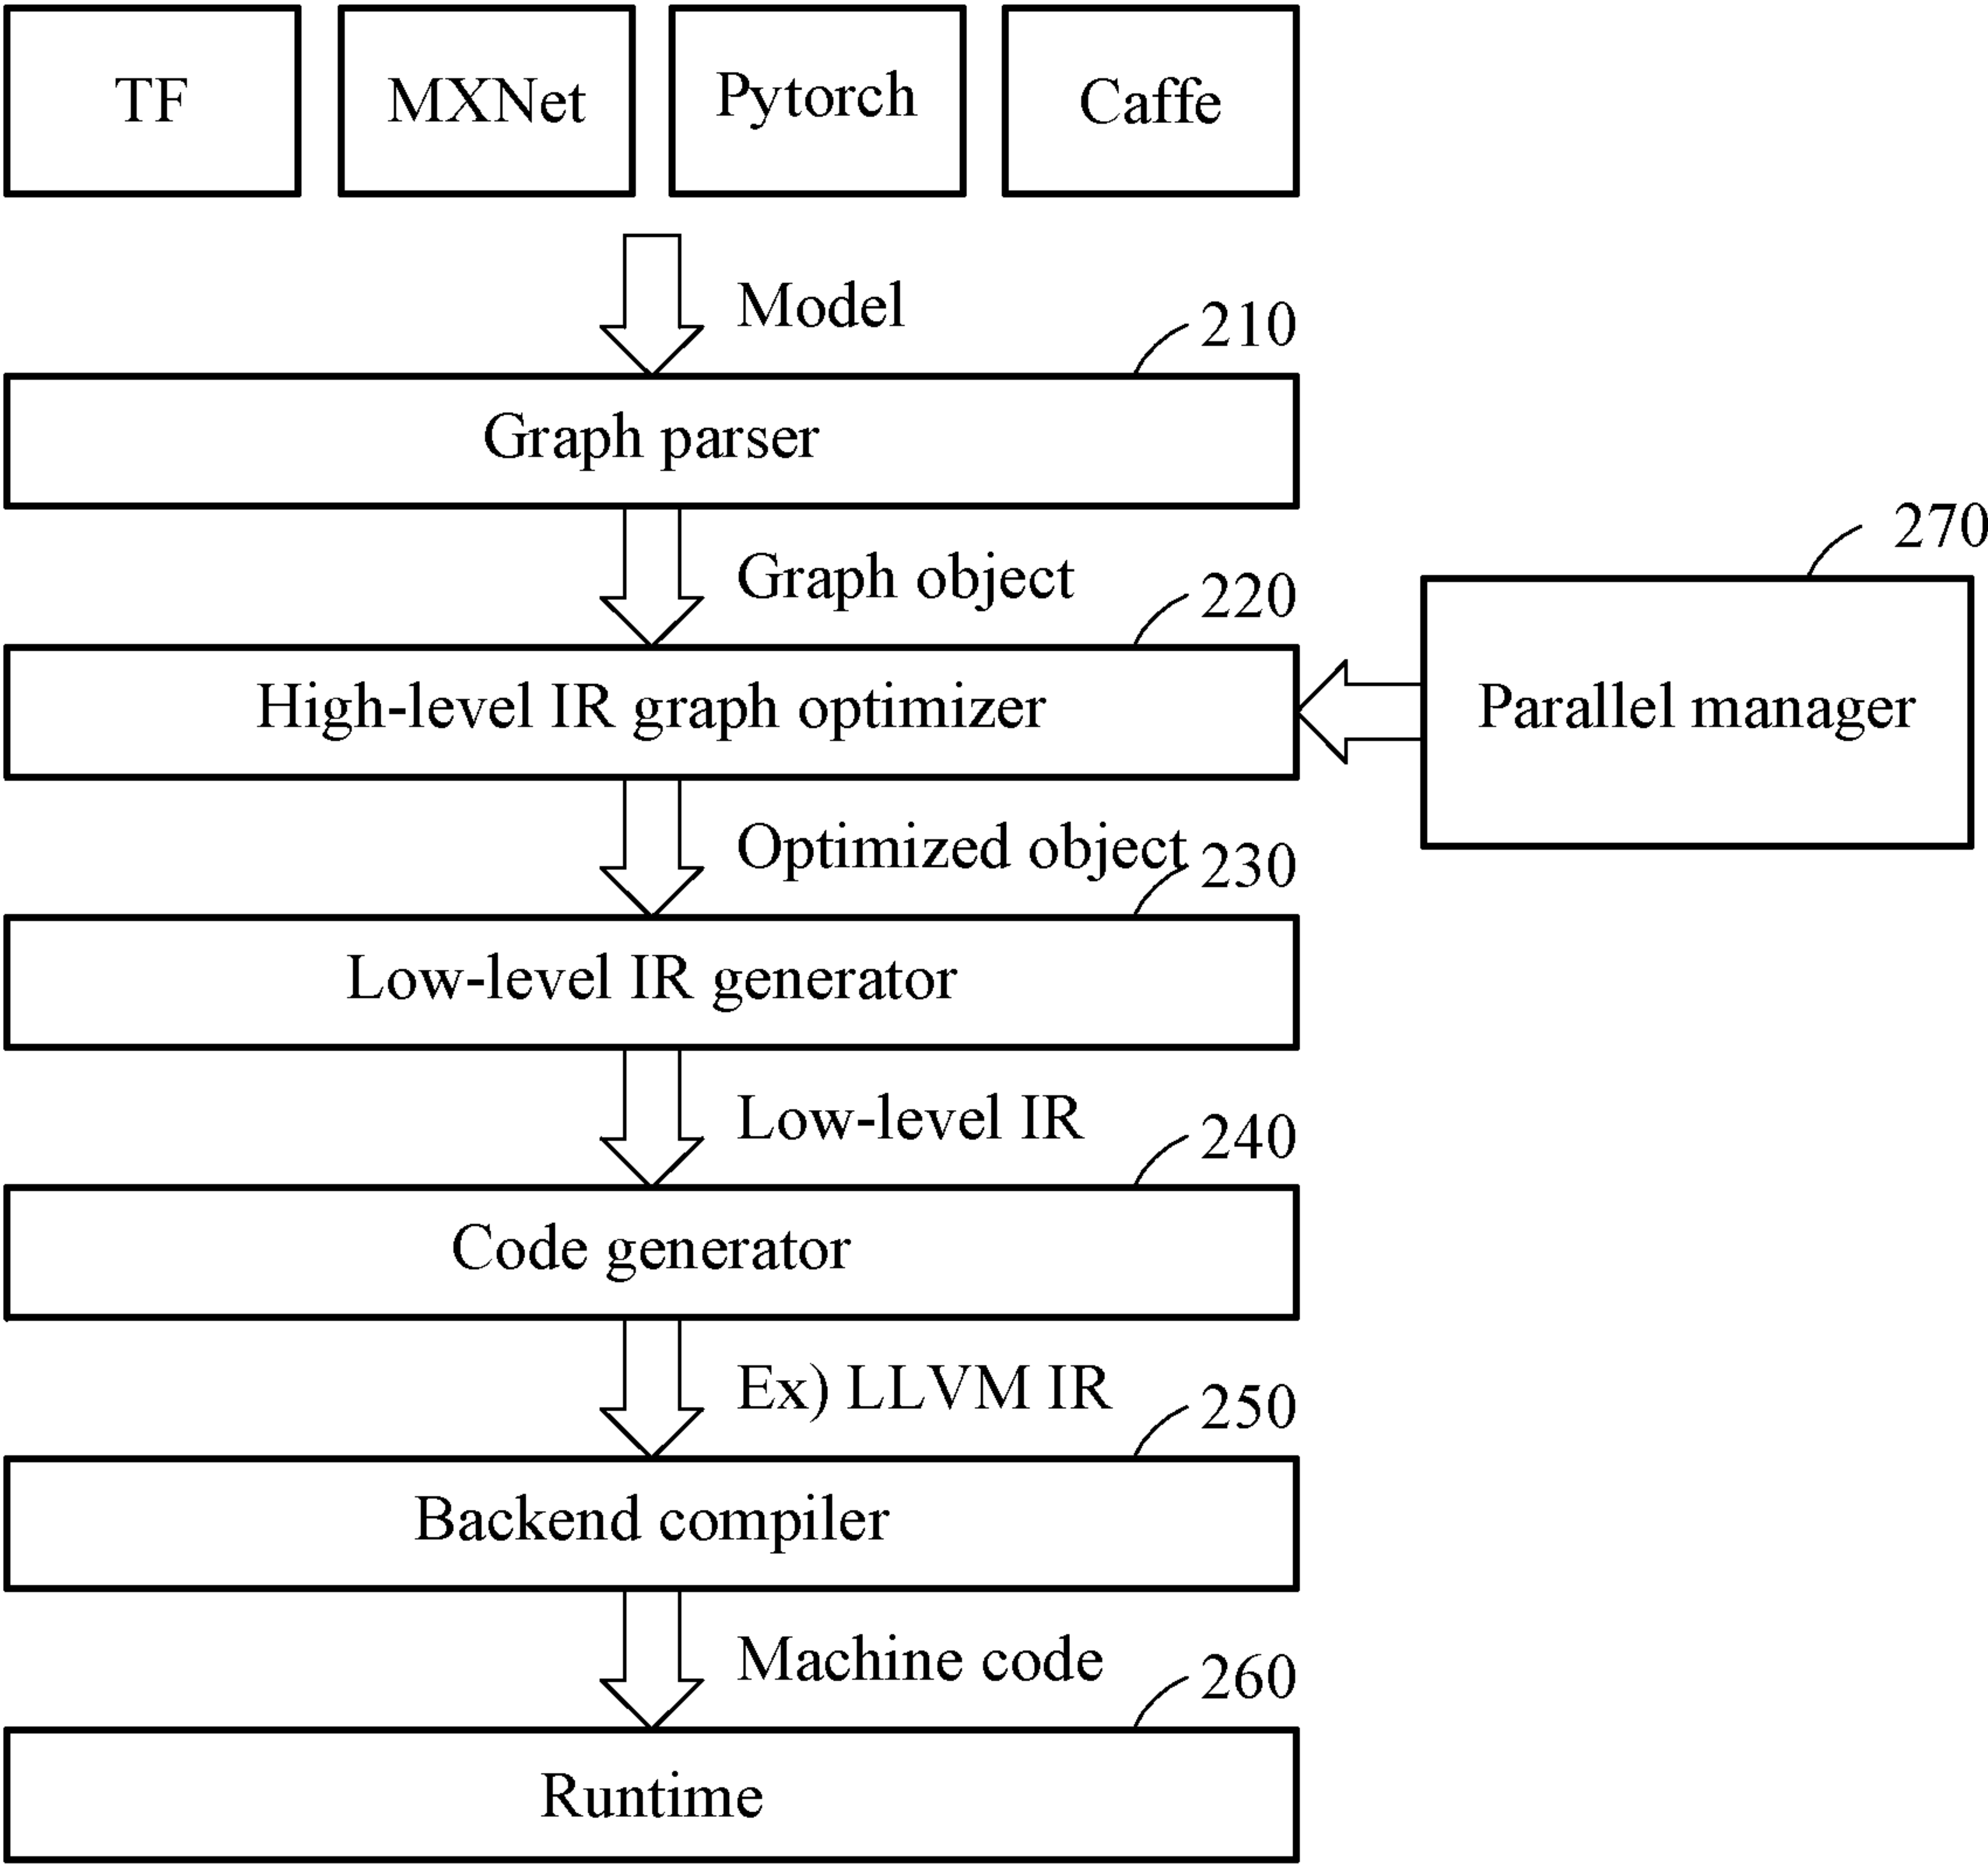 TF
MXNet
Pytorch
Caffe
Model
210
Graph parser
Graph object
220
270
High-level IR graph optimizer
Parallel manager
Optimized object
230
Low-level IR generator
Low-level IR
240
Code generator
Ex) LLVM IR
250
Backend compiler
Machine code
260
Runtime